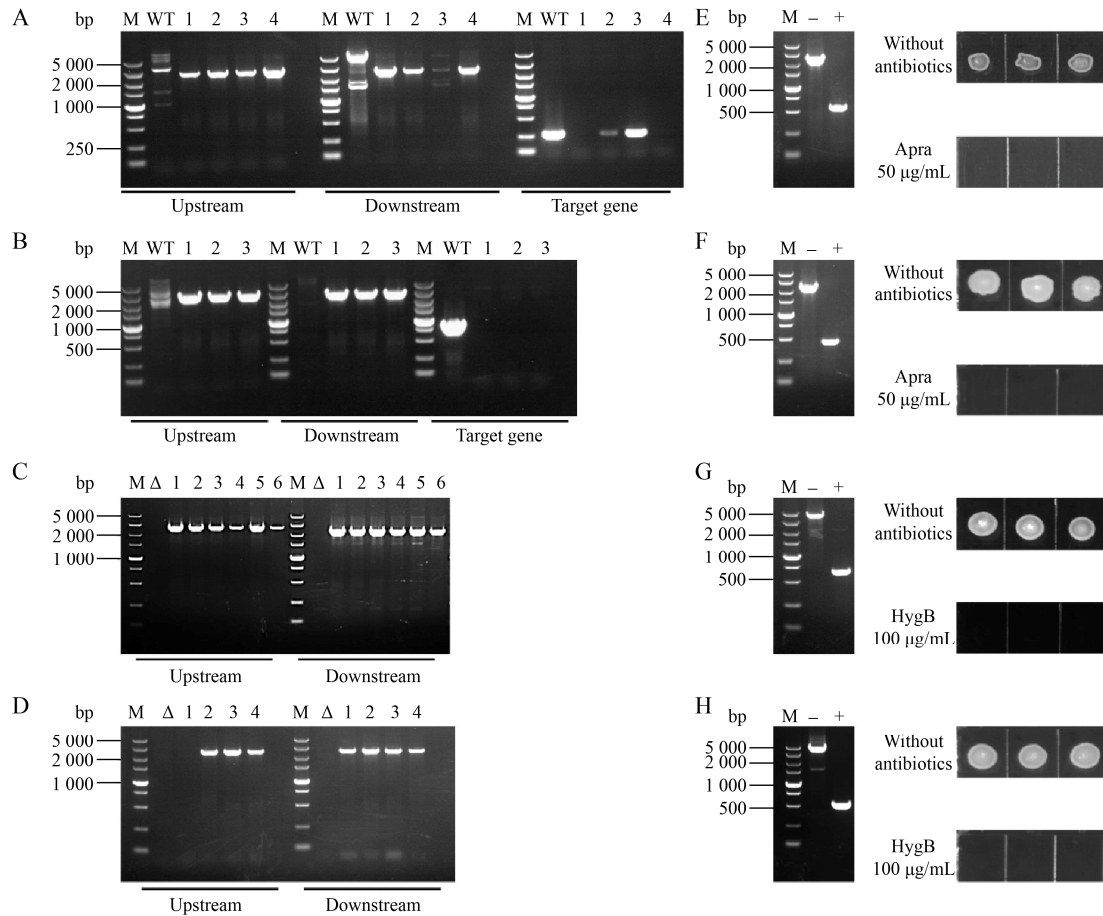 A
bp M WT 1 2 3 4 M WT 1 2 3 4 M WT 1 2 3 4
5 000
2 000
1 000
250
Upstream Downstream Target gene
B
bp M WT 1 2 3 M WT 1 2 3 M WT 1 2 3
5 000
2 000
1 000
500
Upstream Downstream Target gene
C
bp M Δ 1 2 3 4 5 6 M Δ 1 2 3 4 5 6
5 000
2 000
1 000
Upstream Downstream
D
bp M Δ 1 2 3 4 M Δ 1 2 3 4
5 000
2 000
1 000
Upstream Downstream
E
bp M – +
5 000
2 000
1 000
500
Without
antibiotics
Apra
50 μg/mL
F
bp M – +
5 000
2 000
1 000
500
Without
antibiotics
Apra
50 μg/mL
G
bp M – +
5 000
2 000
1 000
500
Without
antibiotics
HygB
100 μg/mL
H
bp M – +
5 000
2 000
1 000
500
Without
antibiotics
HygB
100 μg/mL